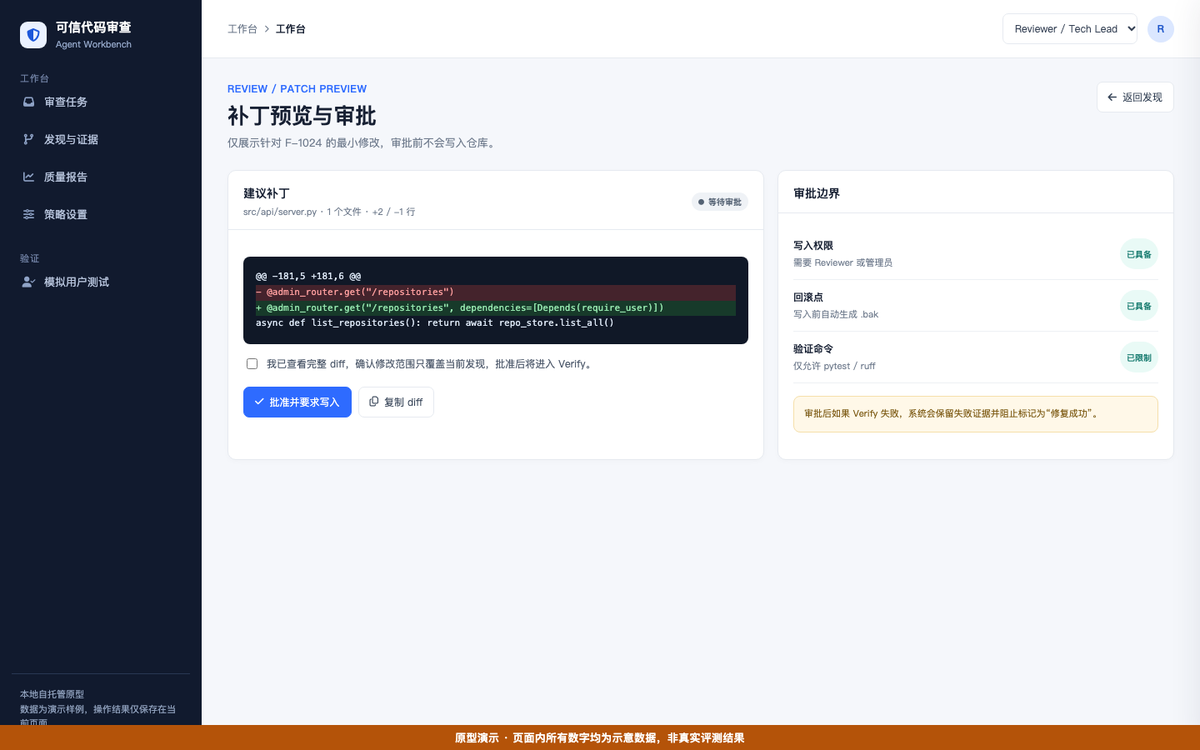 可信代码审查
Agent Workbench
工作台
审查任务
发现与证据
质量报告
策略设置
验证
模拟用户测试
本地自托管原型
数据为演示样例，操作结果仅保存在当
前页面
工作台 > 工作台
Reviewer / Tech Lead
R
REVIEW / PATCH PREVIEW
补丁预览与审批
仅展示针对 F-1024 的最小修改，审批前不会写入仓库。
返回发现
建议补丁
src/api/server.py · 1 个文件 · +2 / −1 行
等待审批
@@ -181,5 +181,6 @@
- @admin_router.get("/repositories")
+ @admin_router.get("/repositories", dependencies=[Depends(require_user)])
async def list_repositories(): return await repo_store.list_all()
我已查看完整 diff，确认修改范围只覆盖当前发现，批准后将进入 Verify。
批准并要求写入
复制 diff
审批边界
写入权限
需要 Reviewer 或管理员
已具备
回滚点
写入前自动生成 .bak
已具备
验证命令
仅允许 pytest / ruff
已限制
审批后如果 Verify 失败，系统会保留失败证据并阻止标记为“修复成功”。
原型演示 · 页面内所有数字均为示意数据，非真实评测结果